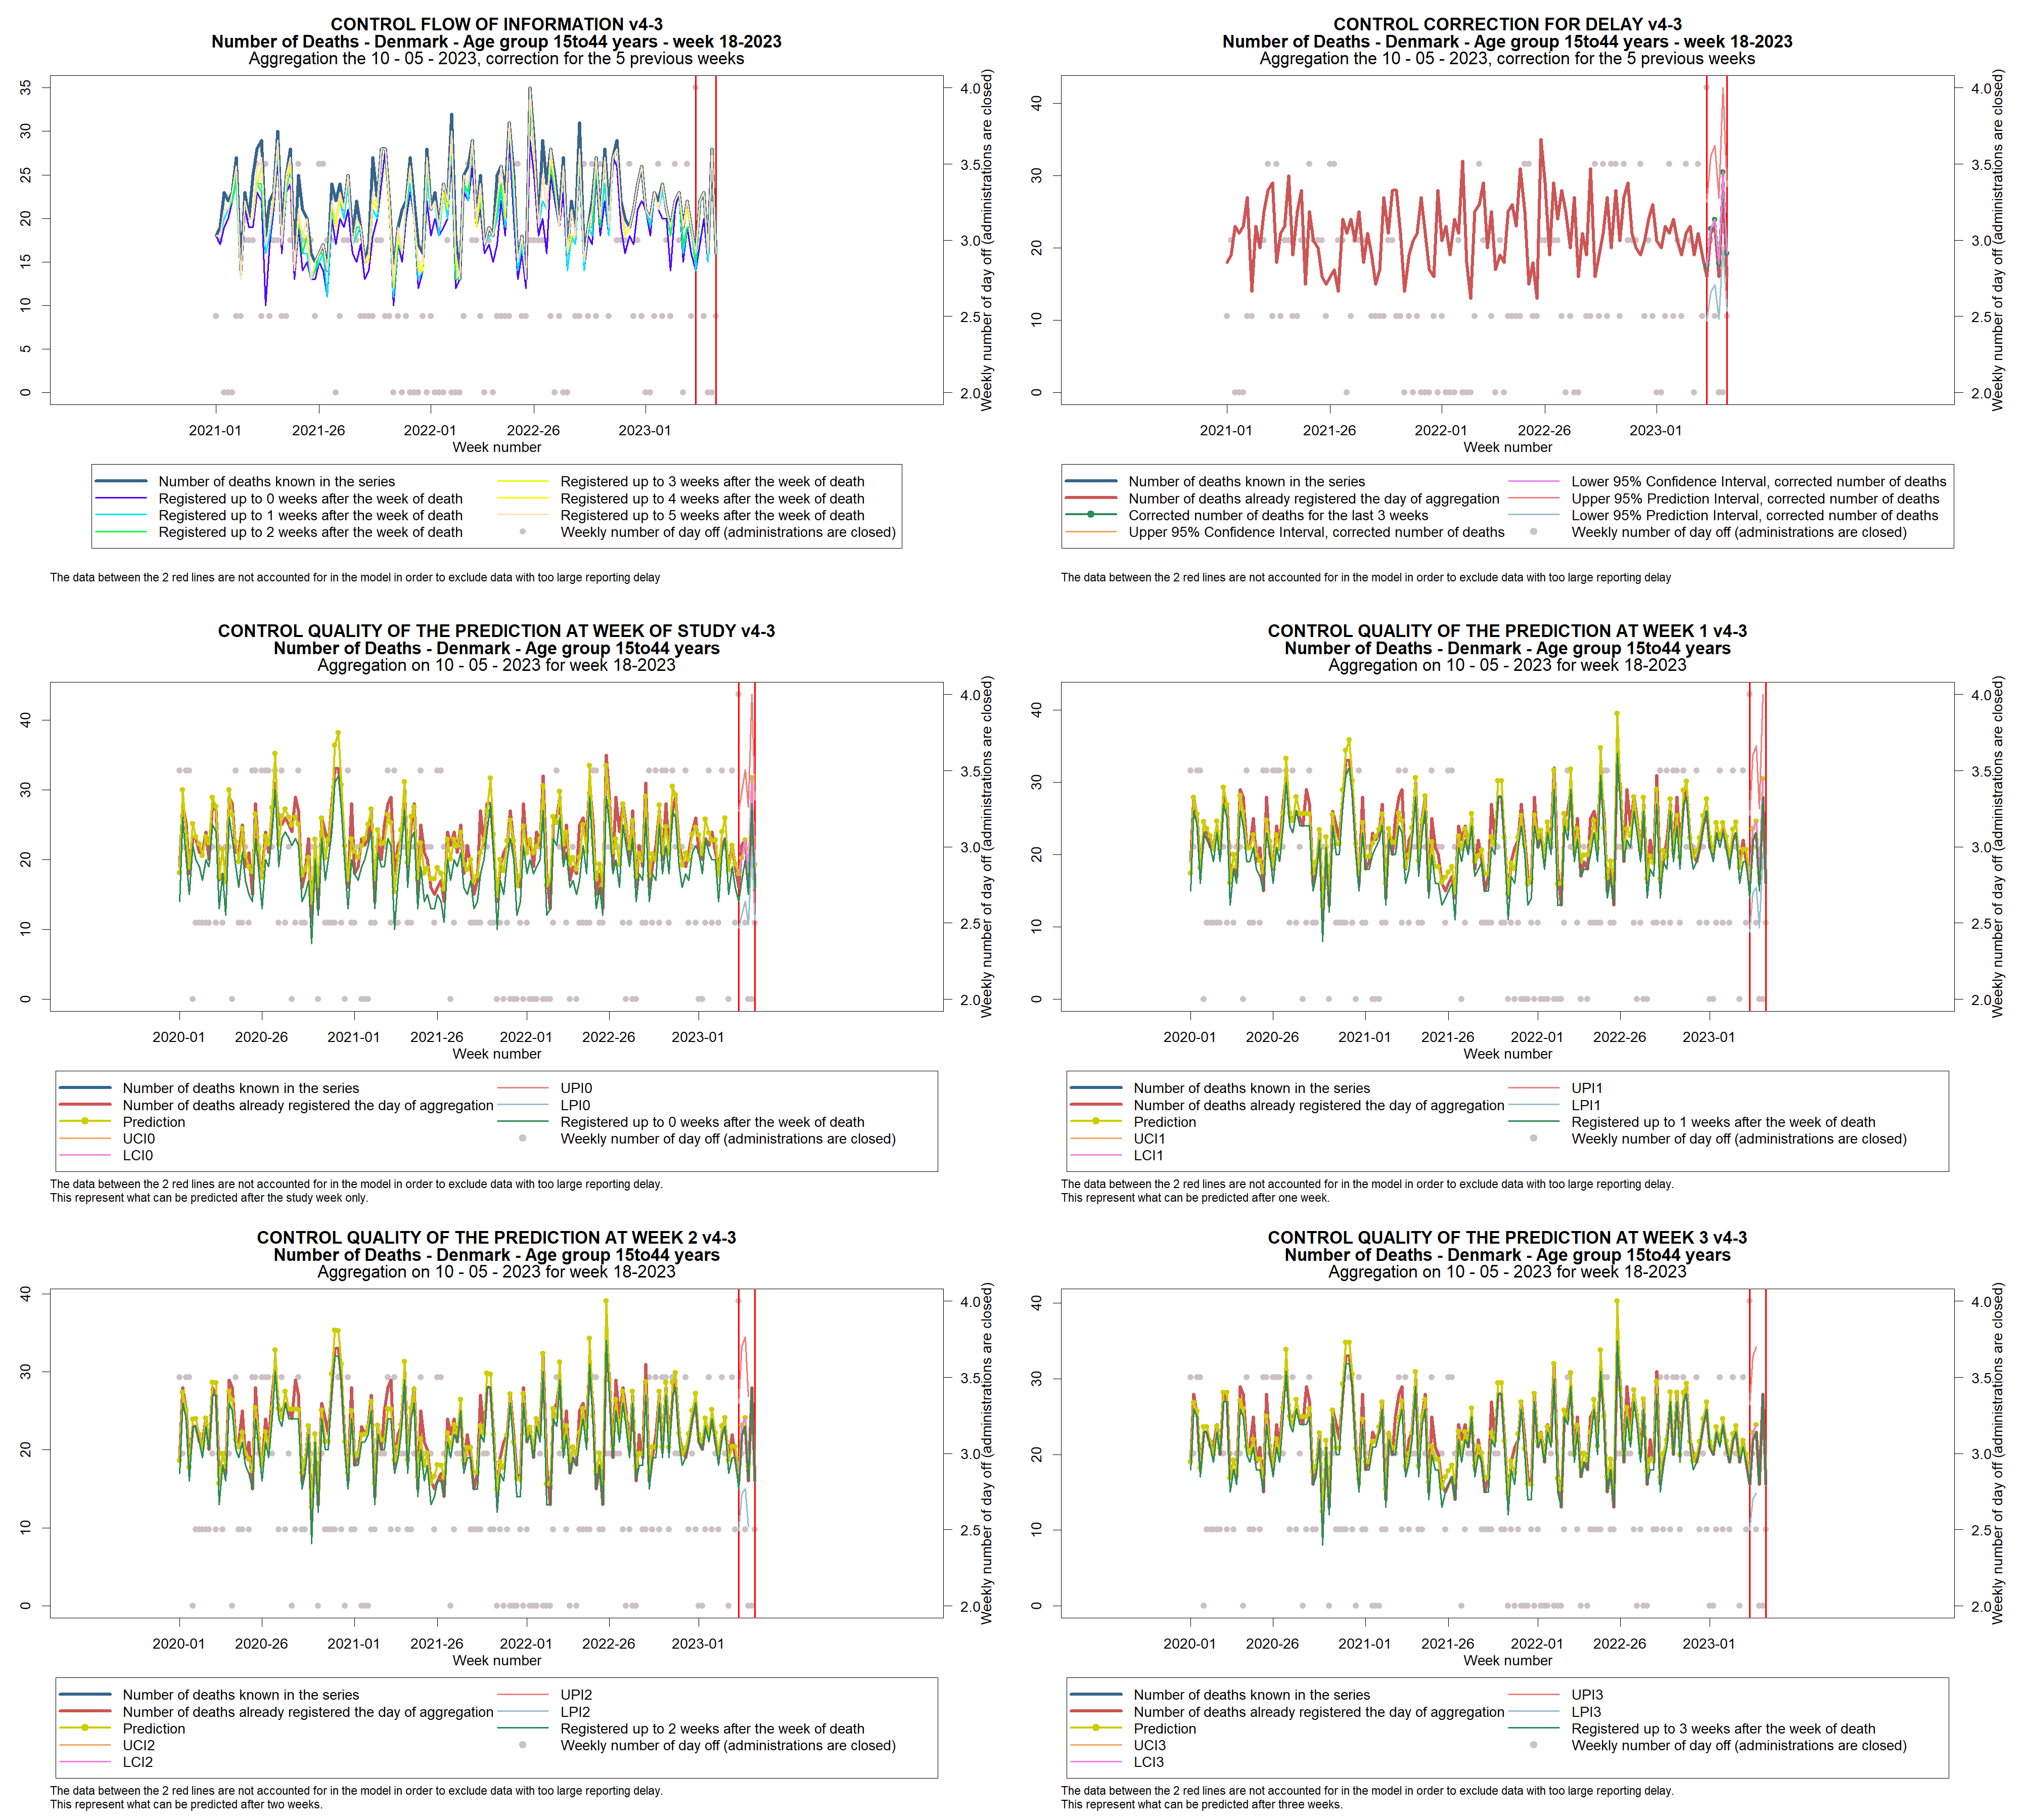 CONTROL FLOW OF INFORMATION v4-3
Number of Deaths - Denmark - Age group 15to44 years - week 18-2023
Aggregation the 10 - 05 - 2023, correction for the 5 previous weeks
35
30
25
20
15
10
5
0
4.0
3.5
3.0
2.5
2.0
Weekly number of day off (administrations are closed)
2021-01
2021-26
2022-01
2022-26
2023-01
Week number
Number of deaths known in the series
Registered up to 0 weeks after the week of death
Registered up to 1 weeks after the week of death
Registered up to 2 weeks after the week of death
Registered up to 3 weeks after the week of death
Registered up to 4 weeks after the week of death
Registered up to 5 weeks after the week of death
Weekly number of day off (administrations are closed)
The data between the 2 red lines are not accounted for in the model in order to exclude data with too large reporting delay
CONTROL CORRECTION FOR DELAY v4-3
Number of Deaths - Denmark - Age group 15to44 years - week 18-2023
Aggregation the 10 - 05 - 2023, correction for the 5 previous weeks
40
30
20
10
0
4.0
3.5
3.0
2.5
2.0
Weekly number of day off (administrations are closed)
2021-01
2021-26
2022-01
2022-26
2023-01
Week number
Number of deaths known in the series
Number of deaths already registered the day of aggregation
Corrected number of deaths for the last 3 weeks
Upper 95% Confidence Interval, corrected number of deaths
Lower 95% Confidence Interval, corrected number of deaths
Upper 95% Prediction Interval, corrected number of deaths
Lower 95% Prediction Interval, corrected number of deaths
Weekly number of day off (administrations are closed)
The data between the 2 red lines are not accounted for in the model in order to exclude data with too large reporting delay
CONTROL QUALITY OF THE PREDICTION AT WEEK OF STUDY v4-3
Number of Deaths - Denmark - Age group 15to44 years
Aggregation on 10 - 05 - 2023 for week 18-2023
40
30
20
10
0
4.0
3.5
3.0
2.5
2.0
Weekly number of day off (administrations are closed)
2020-01
2020-26
2021-01
2021-26
2022-01
2022-26
2023-01
Week number
Number of deaths known in the series
Number of deaths already registered the day of aggregation
Prediction
UCI0
LCI0
UPI0
LPI0
Registered up to 0 weeks after the week of death
Weekly number of day off (administrations are closed)
The data between the 2 red lines are not accounted for in the model in order to exclude data with too large reporting delay.
This represent what can be predicted after the study week only.
CONTROL QUALITY OF THE PREDICTION AT WEEK 1 v4-3
Number of Deaths - Denmark - Age group 15to44 years
Aggregation on 10 - 05 - 2023 for week 18-2023
40
30
20
10
0
4.0
3.5
3.0
2.5
2.0
Weekly number of day off (administrations are closed)
2020-01
2020-26
2021-01
2021-26
2022-01
2022-26
2023-01
Week number
Number of deaths known in the series
Number of deaths already registered the day of aggregation
Prediction
UCI1
LCI1
UPI1
LPI1
Registered up to 1 weeks after the week of death
Weekly number of day off (administrations are closed)
The data between the 2 red lines are not accounted for in the model in order to exclude data with too large reporting delay.
This represent what can be predicted after one week.
CONTROL QUALITY OF THE PREDICTION AT WEEK 2 v4-3
Number of Deaths - Denmark - Age group 15to44 years
Aggregation on 10 - 05 - 2023 for week 18-2023
40
30
20
10
0
4.0
3.5
3.0
2.5
2.0
Weekly number of day off (administrations are closed)
2020-01
2020-26
2021-01
2021-26
2022-01
2022-26
2023-01
Week number
Number of deaths known in the series
Number of deaths already registered the day of aggregation
Prediction
UCI2
LCI2
UPI2
LPI2
Registered up to 2 weeks after the week of death
Weekly number of day off (administrations are closed)
The data between the 2 red lines are not accounted for in the model in order to exclude data with too large reporting delay.
This represent what can be predicted after two weeks.
CONTROL QUALITY OF THE PREDICTION AT WEEK 3 v4-3
Number of Deaths - Denmark - Age group 15to44 years
Aggregation on 10 - 05 - 2023 for week 18-2023
40
30
20
10
0
4.0
3.5
3.0
2.5
2.0
Weekly number of day off (administrations are closed)
2020-01
2020-26
2021-01
2021-26
2022-01
2022-26
2023-01
Week number
Number of deaths known in the series
Number of deaths already registered the day of aggregation
Prediction
UCI3
LCI3
UPI3
LPI3
Registered up to 3 weeks after the week of death
Weekly number of day off (administrations are closed)
The data between the 2 red lines are not accounted for in the model in order to exclude data with too large reporting delay.
This represent what can be predicted after three weeks.